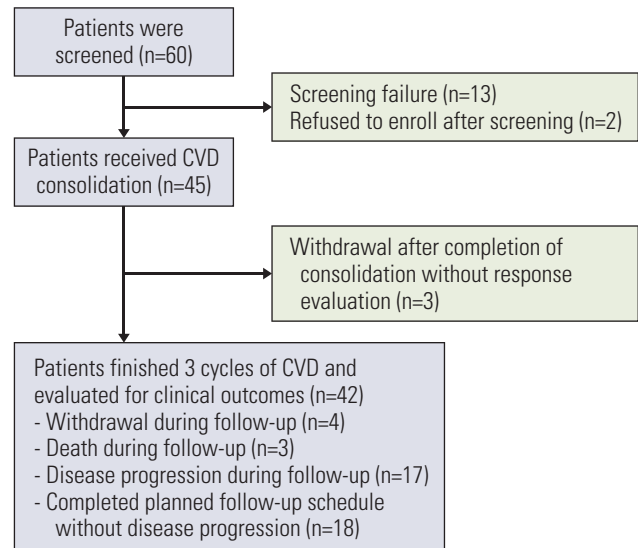 Patients were
screened (n=60)
Screening failure (n=13)
Refused to enroll after screening (n=2)
Patients received CVD
consolidation (n=45)
Withdrawal after completion of
consolidation without response
evaluation (n=3)
Patients finished 3 cycles of CVD and
evaluated for clinical outcomes (n=42)
- Withdrawal during follow-up (n=4)
- Death during follow-up (n=3)
- Disease progression during follow-up (n=17)
- Completed planned follow-up schedule
without disease progression (n=18)